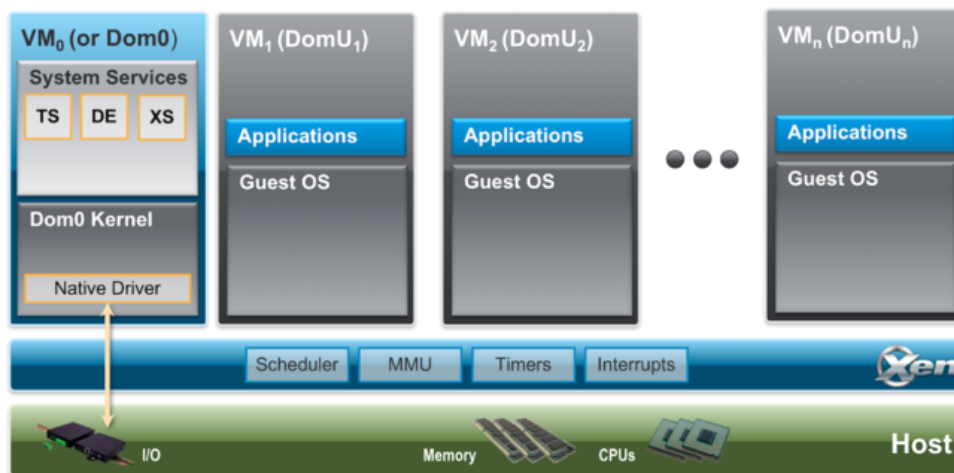 VM0 (or Dom0)
System Services
TS DE XS
Dom0 Kernel
Native Driver
VM1 (DomU1)
Applications
Guest OS
VM2 (DomU2)
Applications
Guest OS
VMn (DomUn)
Applications
Guest OS
Scheduler MMU Timers Interrupts
Xen
I/O Memory CPUs Host